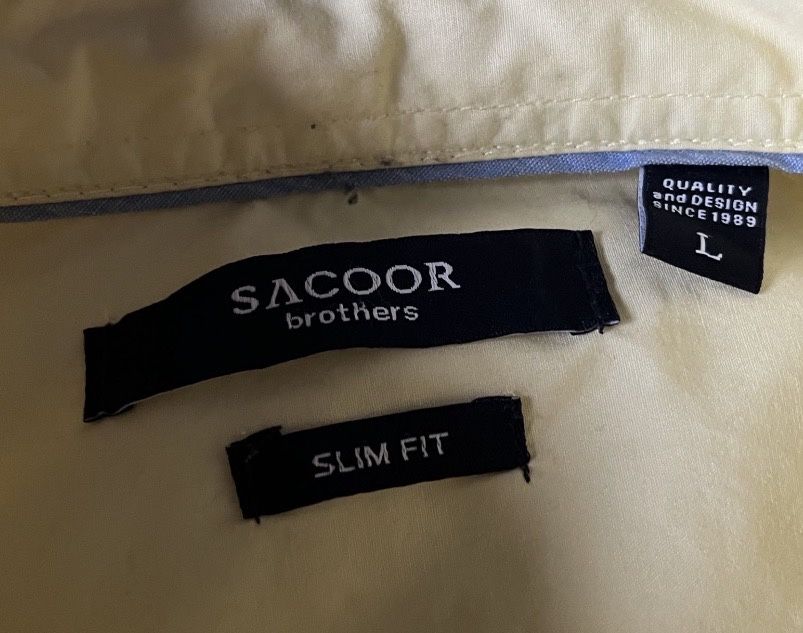 QUALITY
and DESIGN
SINCE 1989
L
SACOOR
brothers
SLIM FIT